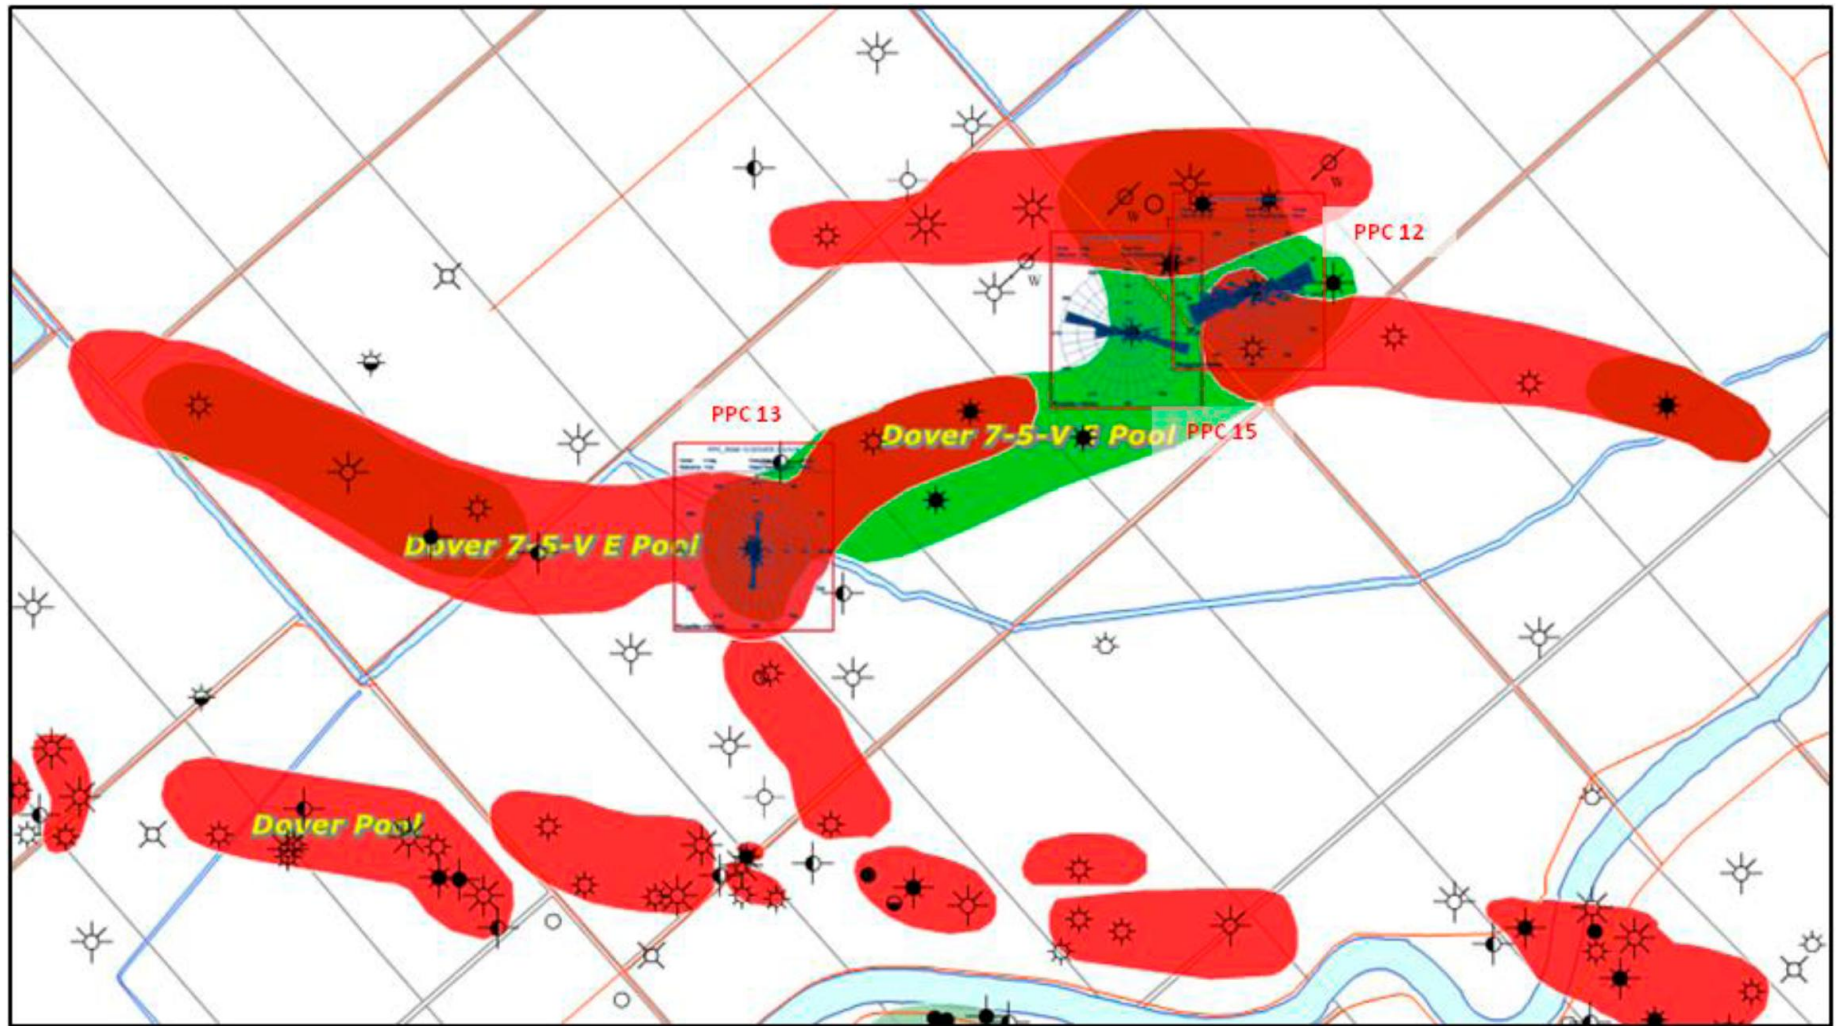 W
W
PPC 12
W
PPC 13
Dover 7-5-V E Pool
PPC 15
Dover 7-5-V E Pool
Dover Pool